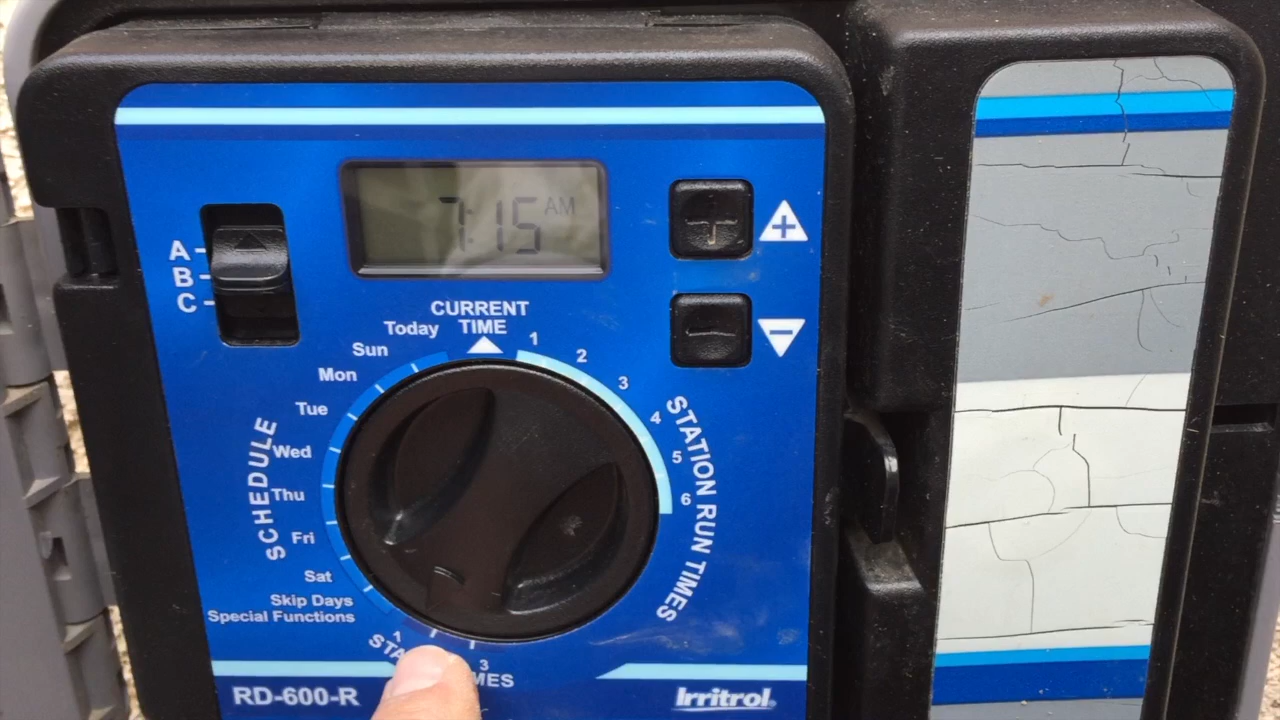 7:15 AM
A
B
C
+
−
CURRENT
TIME
Today
Sun
Mon
Tue
Wed
Thu
Fri
Sat
Skip Days
Special Functions
SCHEDULE
1
2
3
4
5
6
STATION RUN TIMES
1
3
STA MES
RD-600-R
Irritrol